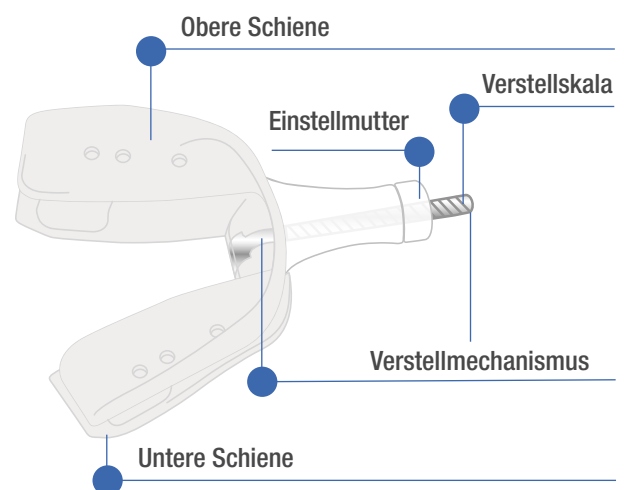 Obere Schiene
Verstellskala
Einstellmutter
Verstellmechanismus
Untere Schiene